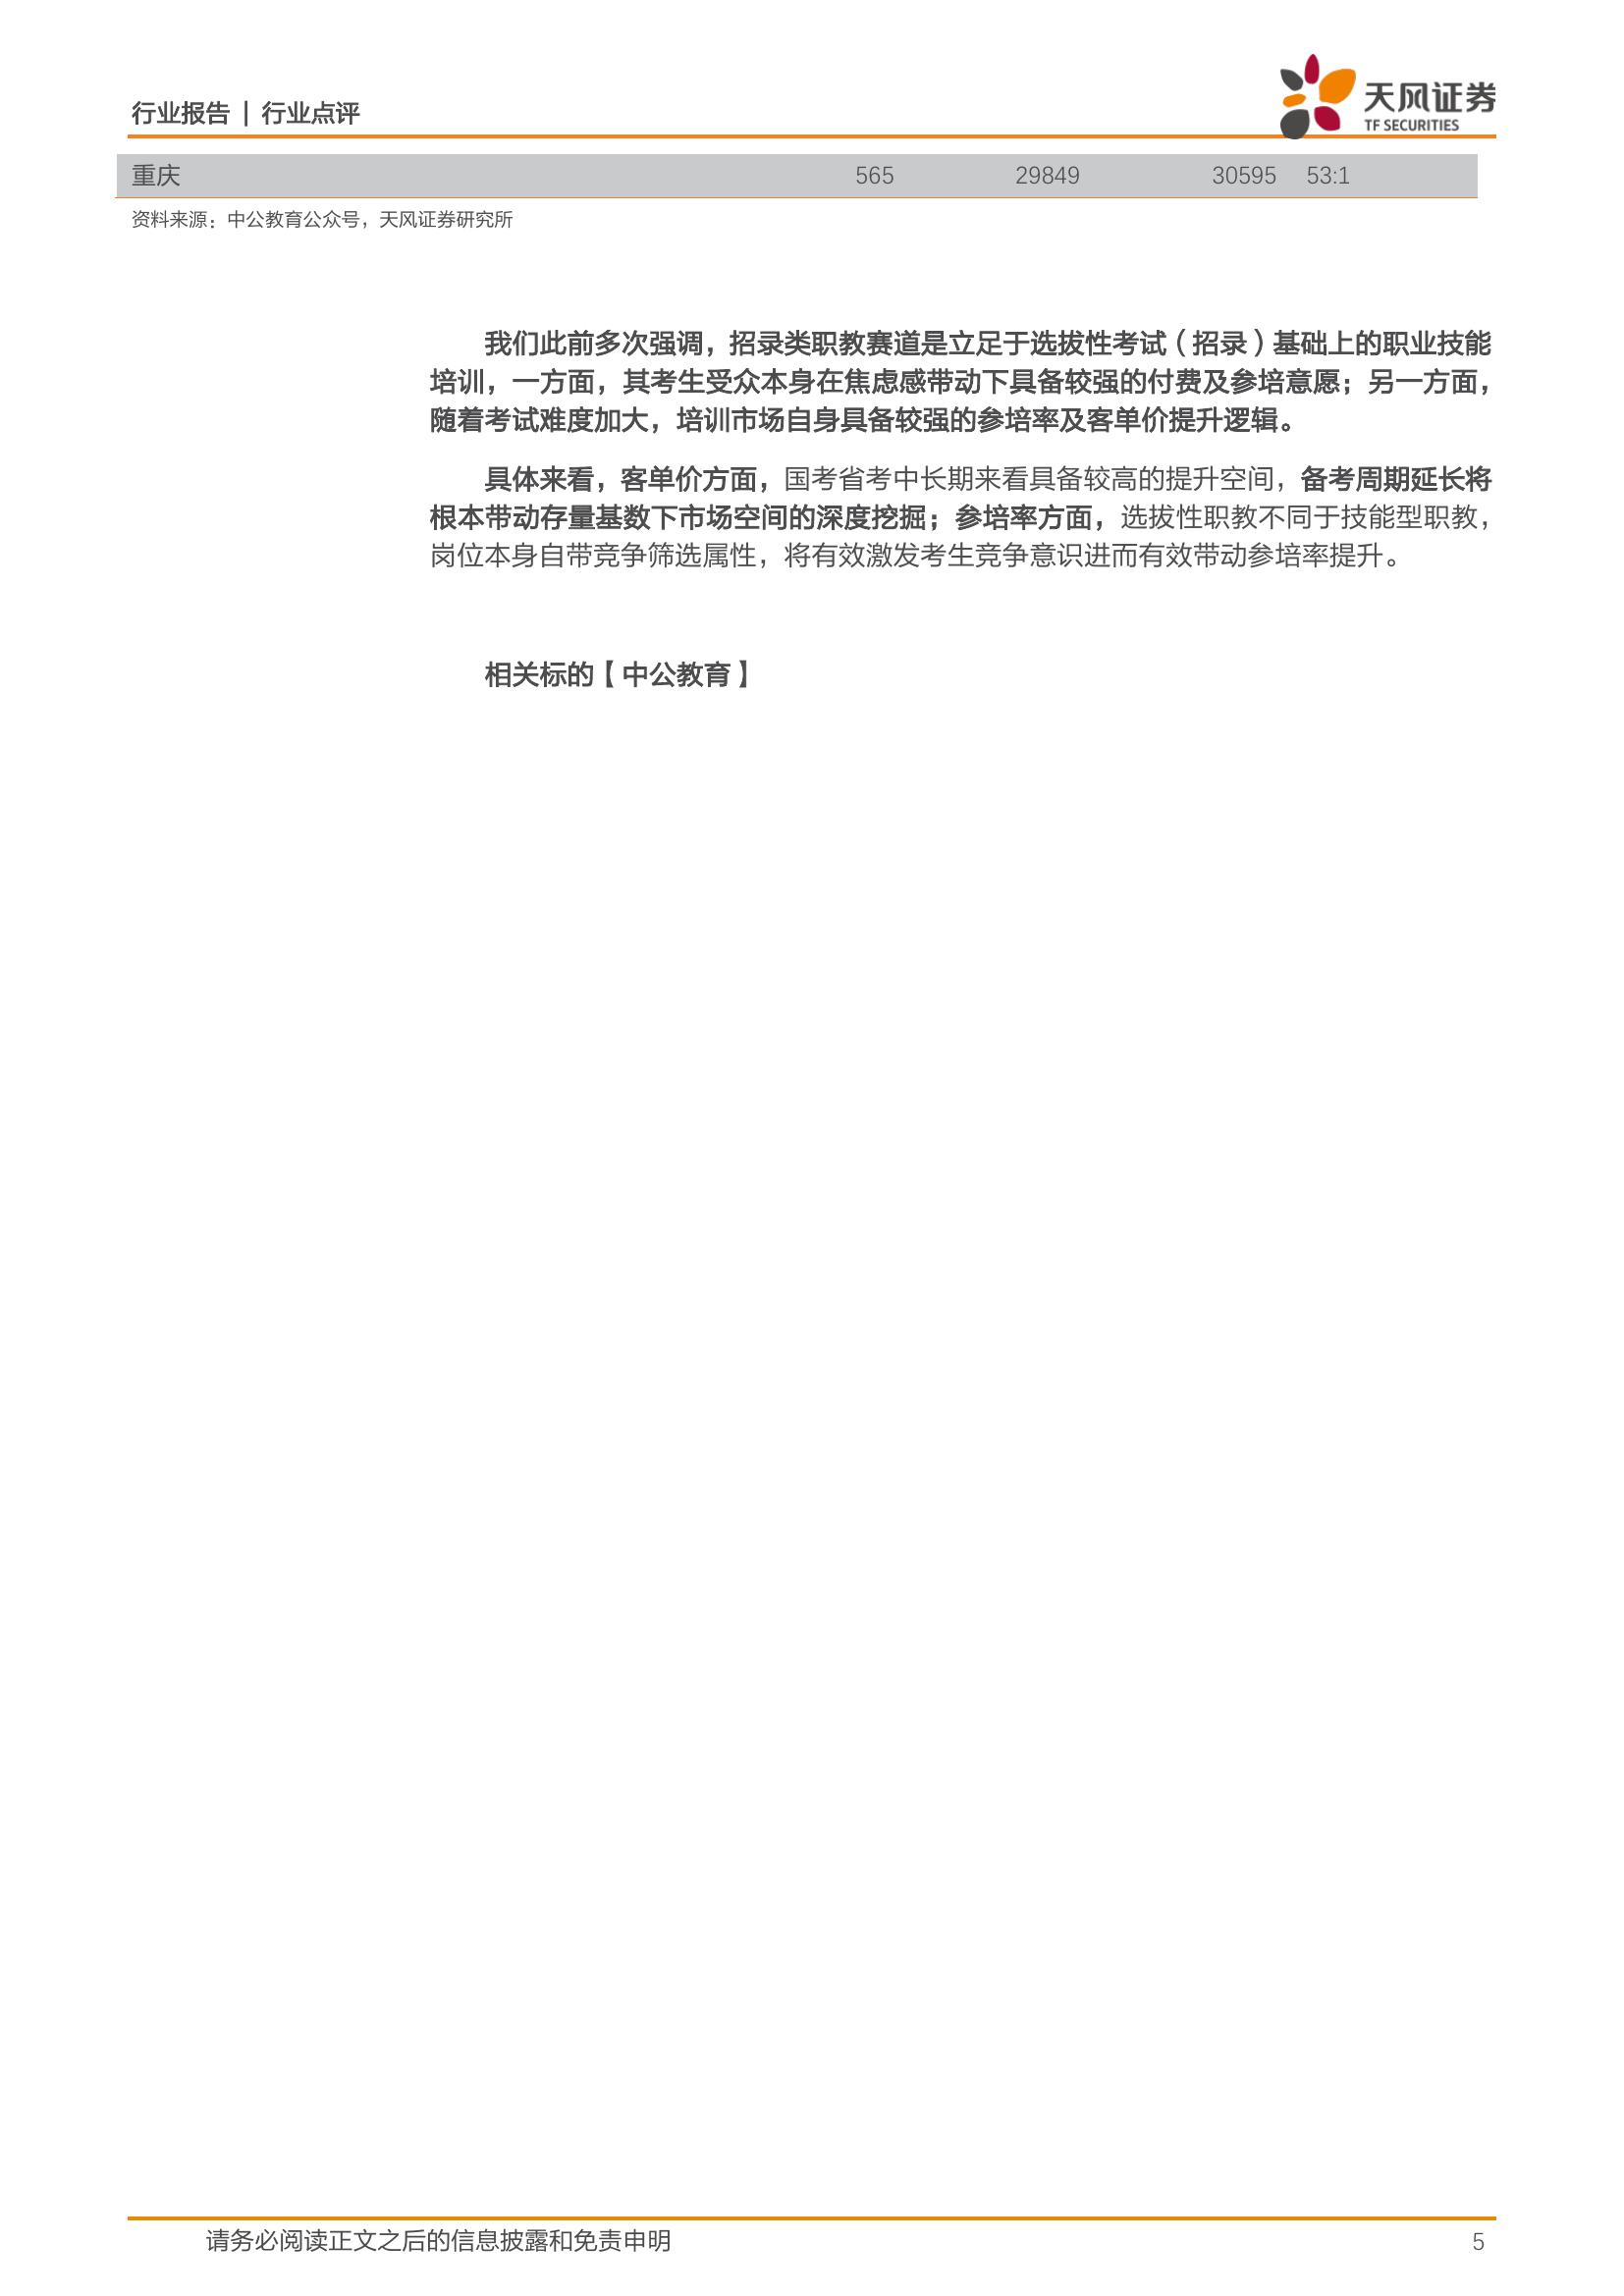 行业报告 | 行业点评
天风证券
TF SECURITIES
重庆 565 29849 30595 53:1
资料来源：中公教育公众号，天风证券研究所
我们此前多次强调，招录类职教赛道是立足于选拔性考试（招录）基础上的职业技能
培训，一方面，其考生受众本身在焦虑感带动下具备较强的付费及参培意愿；另一方面，
随着考试难度加大，培训市场自身具备较强的参培率及客单价提升逻辑。
具体来看，客单价方面，国考省考中长期来看具备较高的提升空间，备考周期延长将
根本带动存量基数下市场空间的深度挖掘；参培率方面，选拔性职教不同于技能型职教，
岗位本身自带竞争筛选属性，将有效激发考生竞争意识进而有效带动参培率提升。
相关标的【中公教育】
请务必阅读正文之后的信息披露和免责申明 5